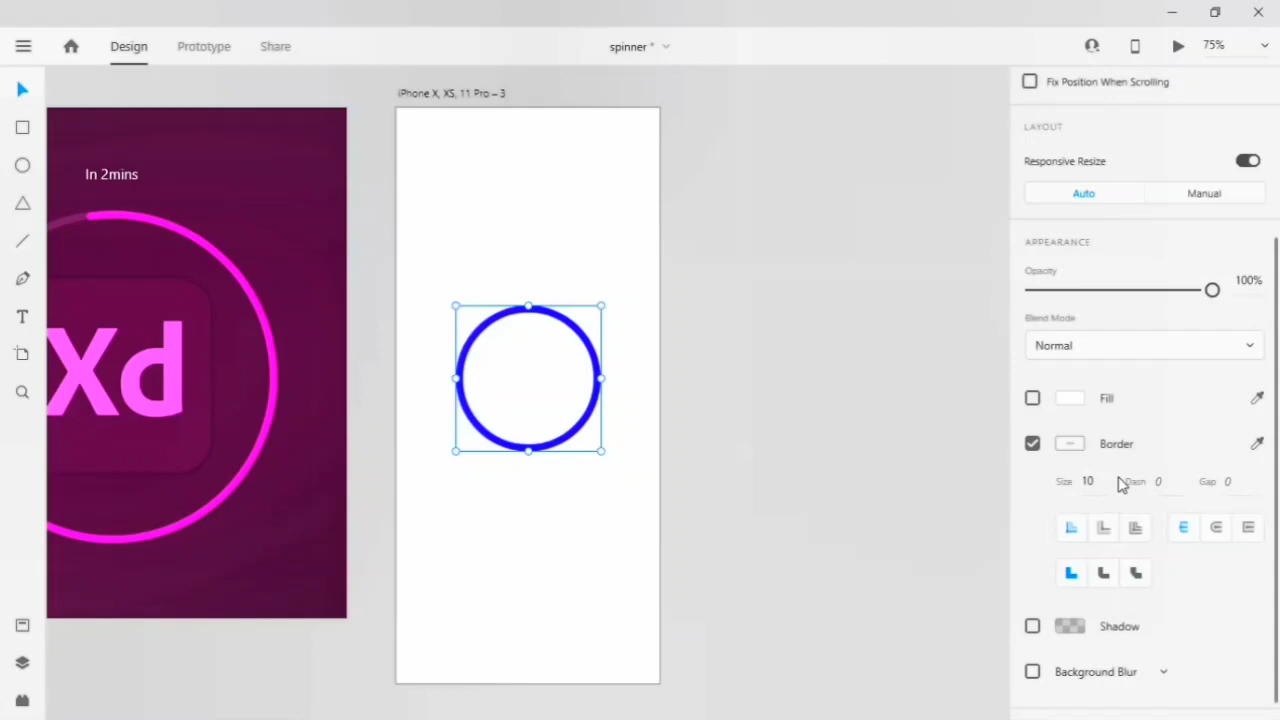 Design
Prototype
Share
spinner *
75%
Fix Position When Scrolling
iPhone X, XS, 11 Pro – 3
LAYOUT
Responsive Resize
Auto
Manual
In 2mins
APPEARANCE
Opacity
100%
Blend Mode
Normal
Xd
Fill
Border
Size 10
Dash 0
Gap 0
Shadow
Background Blur
T